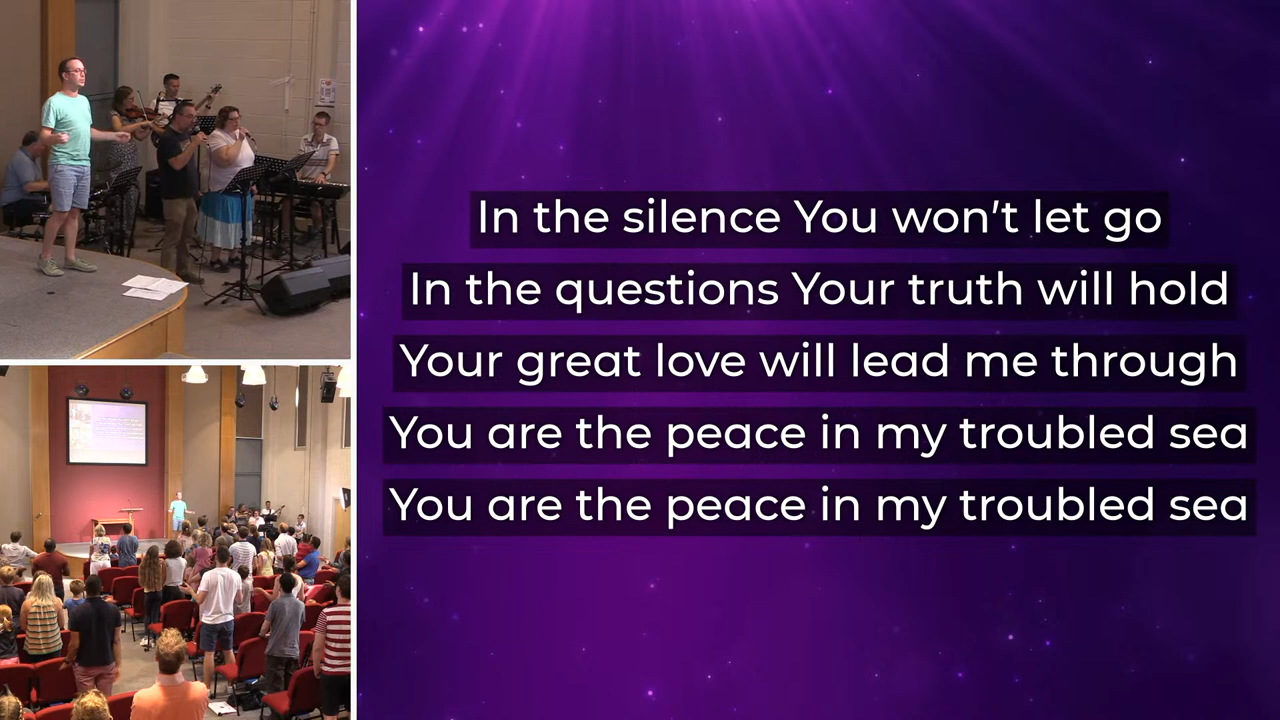 In the silence You won’t let go
In the questions Your truth will hold
Your great love will lead me through
You are the peace in my troubled sea
You are the peace in my troubled sea